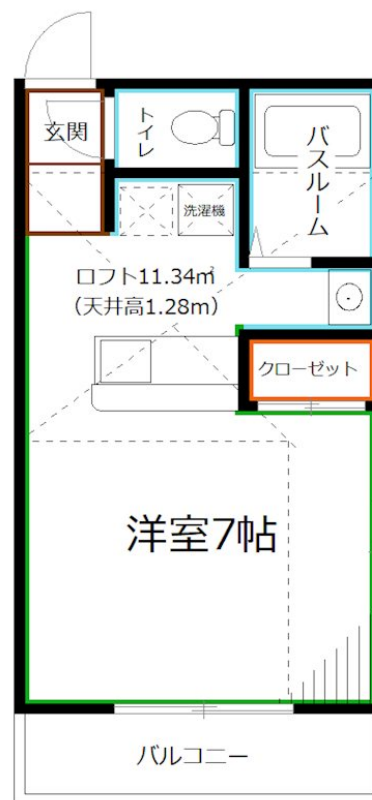 玄関
トイレ
バスルーム
洗濯機
ロフト11.34㎡
（天井高1.28m）
クローゼット
洋室7帖
バルコニー